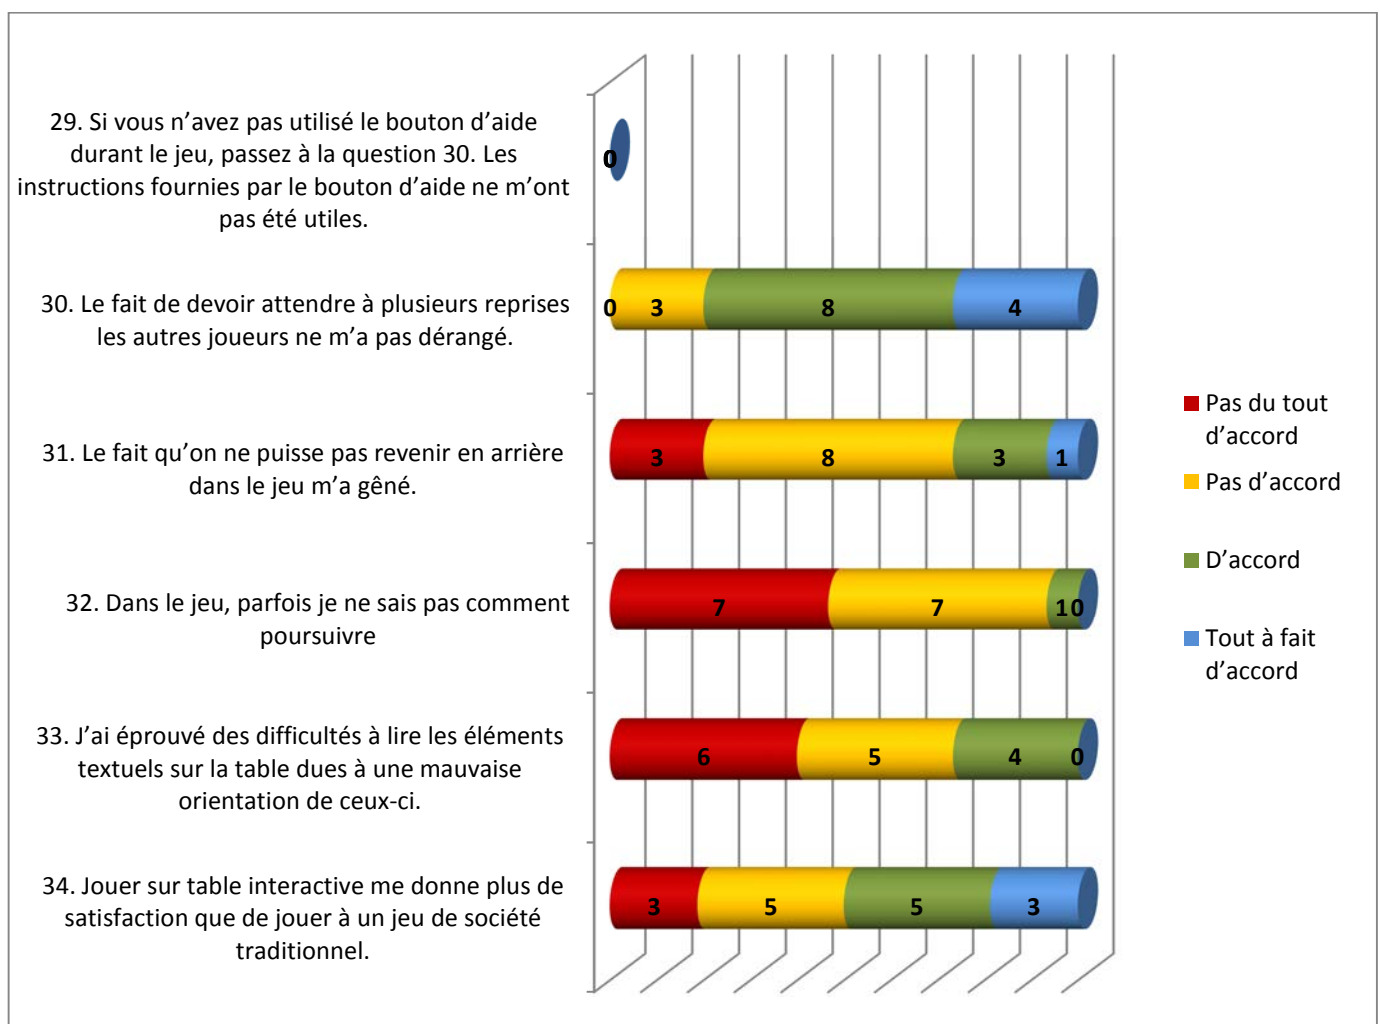 29. Si vous n’avez pas utilisé le bouton d’aide
durant le jeu, passez à la question 30. Les
instructions fournies par le bouton d’aide ne m’ont
pas été utiles.
0
30. Le fait de devoir attendre à plusieurs reprises
les autres joueurs ne m’a pas dérangé.
0 3 8 4
31. Le fait qu’on ne puisse pas revenir en arrière
dans le jeu m’a gêné.
3 8 3 1
32. Dans le jeu, parfois je ne sais pas comment
poursuivre
7 7 1 0
33. J’ai éprouvé des difficultés à lire les éléments
textuels sur la table dues à une mauvaise
orientation de ceux-ci.
6 5 4 0
34. Jouer sur table interactive me donne plus de
satisfaction que de jouer à un jeu de société
traditionnel.
3 5 5 3
Pas du tout
d’accord
Pas d’accord
D’accord
Tout à fait
d’accord